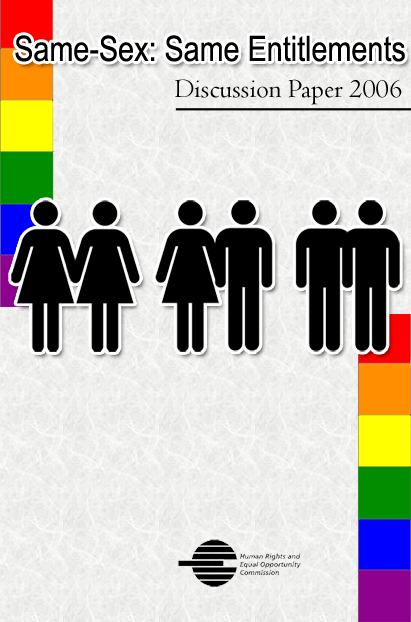 Same-Sex: Same Entitlements
Discussion Paper 2006
Human Rights and
Equal Opportunity
Commission